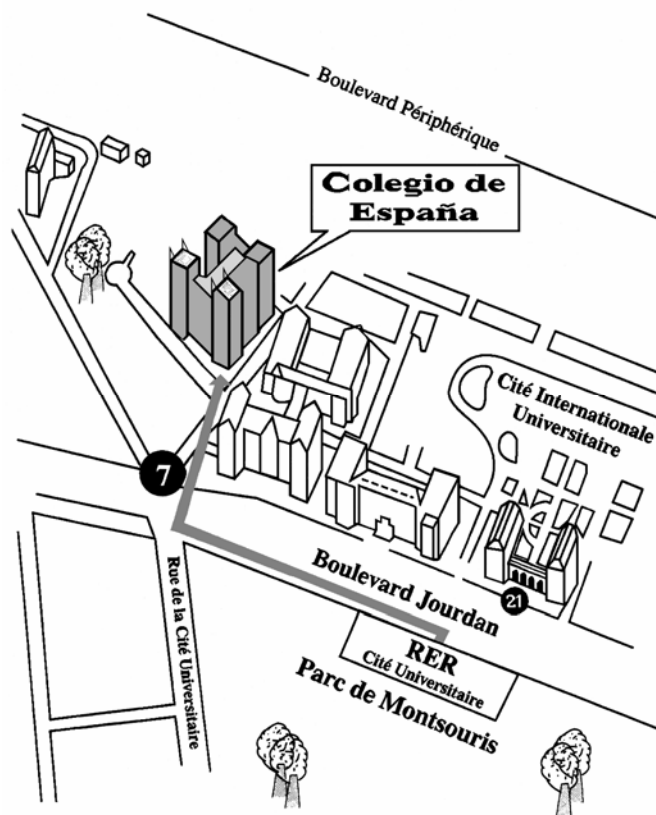 Boulevard Périphérique
Colegio de
España
Cité Internationale
Universitaire
7
21
Boulevard Jourdan
Rue de la Cité Universitaire
RER
Cité Universitaire
Parc de Montsouris